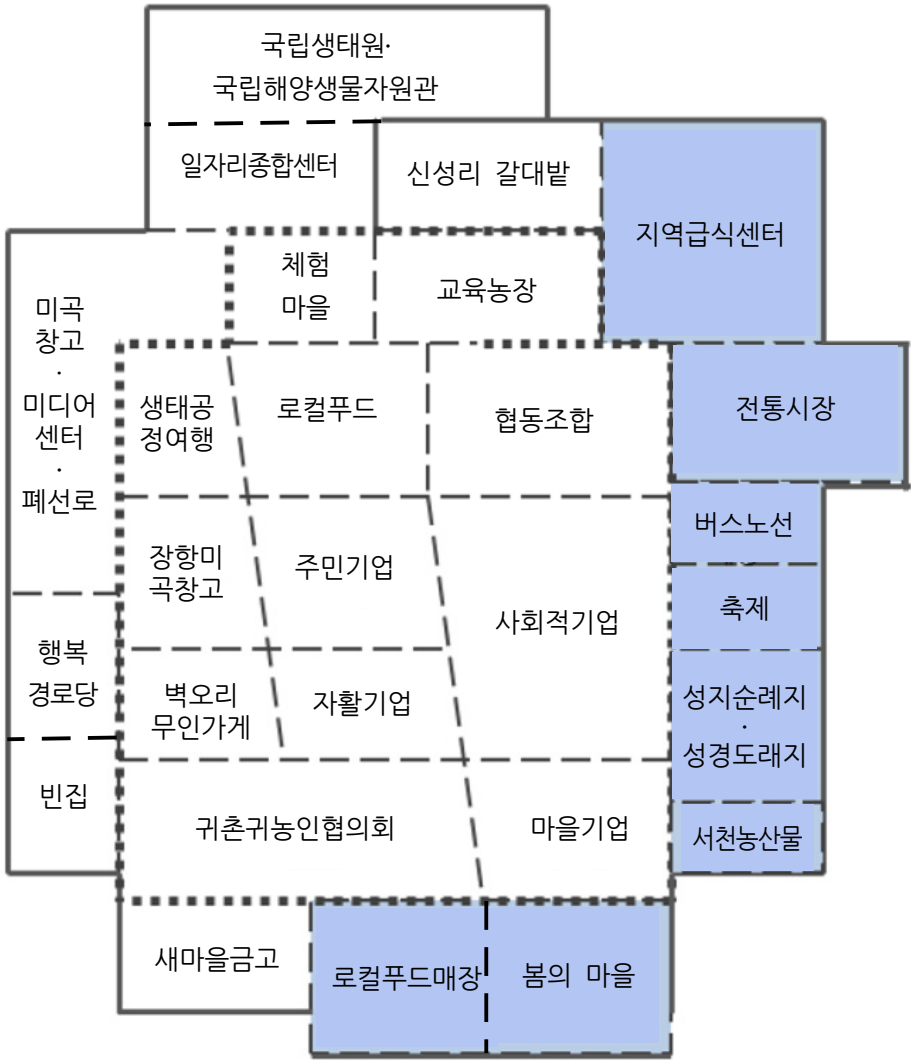 국립생태원·
국립해양생물자원관
일자리종합센터
신성리 갈대밭
지역급식센터
체험
마을
교육농장
미곡
창고
·
미디어
센터
·
폐선로
생태공
정여행
로컬푸드
협동조합
전통시장
버스노선
장항미
곡창고
주민기업
사회적기업
축제
행복
경로당
벽오리
무인가게
자활기업
성지순례지
·
성경도래지
빈집
귀촌귀농인협의회
마을기업
서천농산물
새마을금고
로컬푸드매장
봄의 마을